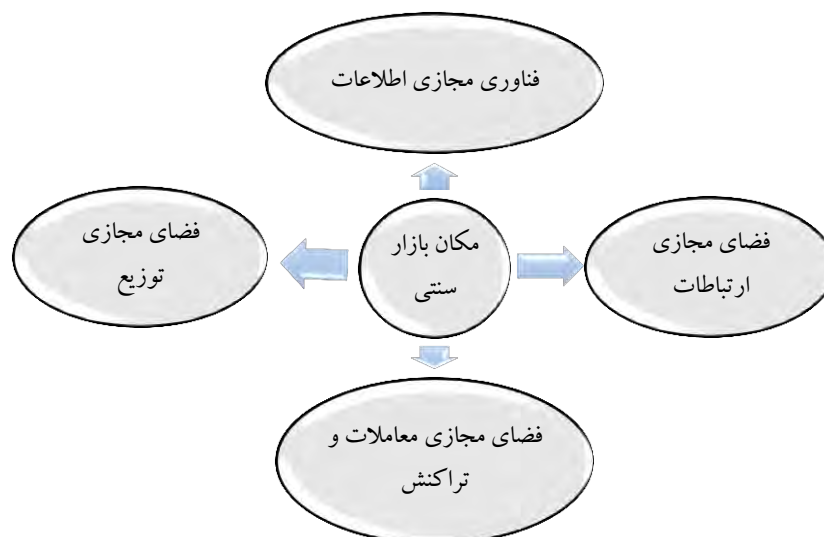 فناوری مجازی اطلاعات
فضای مجازی
ارتباطات
مکان بازار
سنتی
فضای مجازی
توزیع
فضای مجازی معاملات و
تراکنش